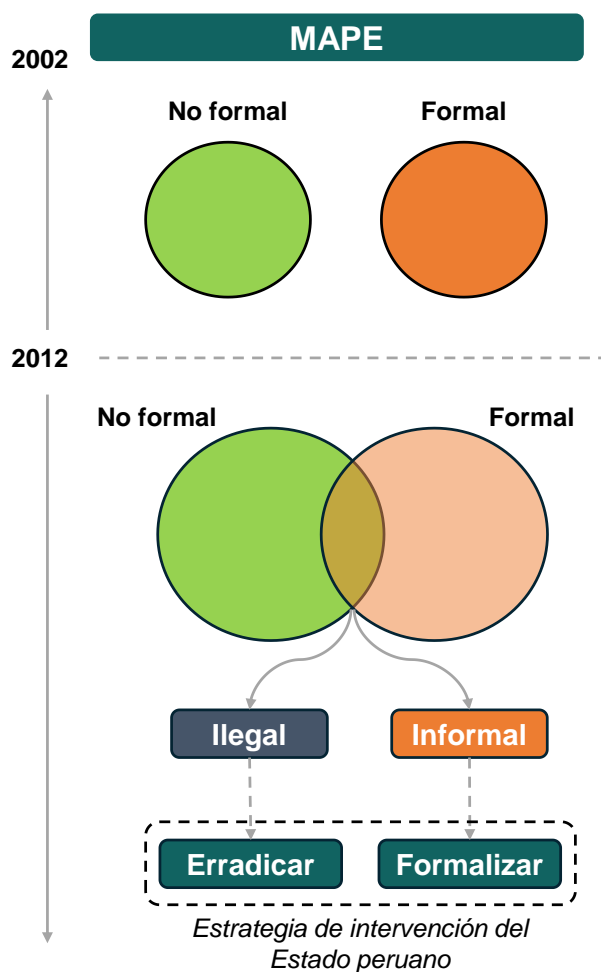 MAPE
2002
No formal
Formal
2012
No formal
Formal
Ilegal
Informal
Erradicar
Formalizar
Estrategia de intervención del
Estado peruano